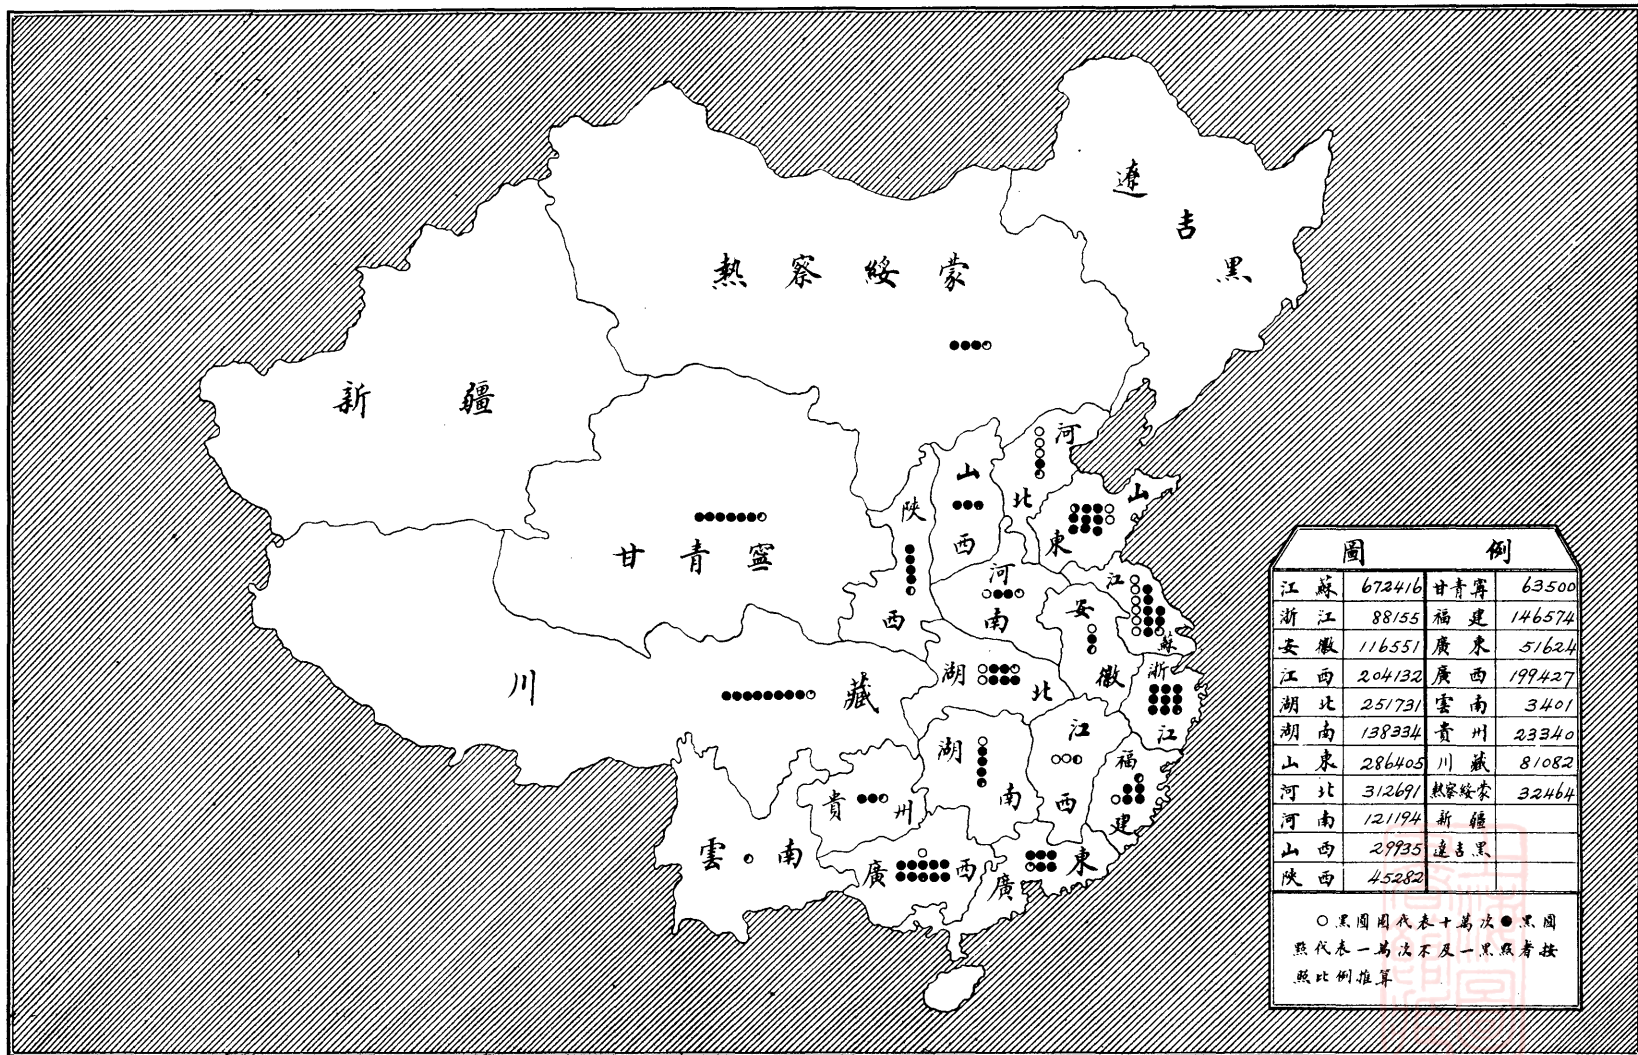 遼
吉
黑
熱察綏蒙
新疆
甘青寧
川藏
陝西
山西
河北
山東
河南
江蘇
安徽
湖北
浙江
湖南
江西
福建
貴州
雲南
廣西
廣東
圖例
江蘇 672416 甘青寧 63500
浙江 88155 福建 146574
安徽 116551 廣東 51624
江西 204132 廣西 199427
湖北 251731 雲南 3401
湖南 138334 貴州 23340
山東 286405 川藏 81082
河北 312691 熱察綏蒙 32464
河南 121194 新疆
山西 29935 遼吉黑
陝西 45282
○黑圓圈代表十萬次●黑圓
點代表一萬次不及一黑點者按
照比例推算